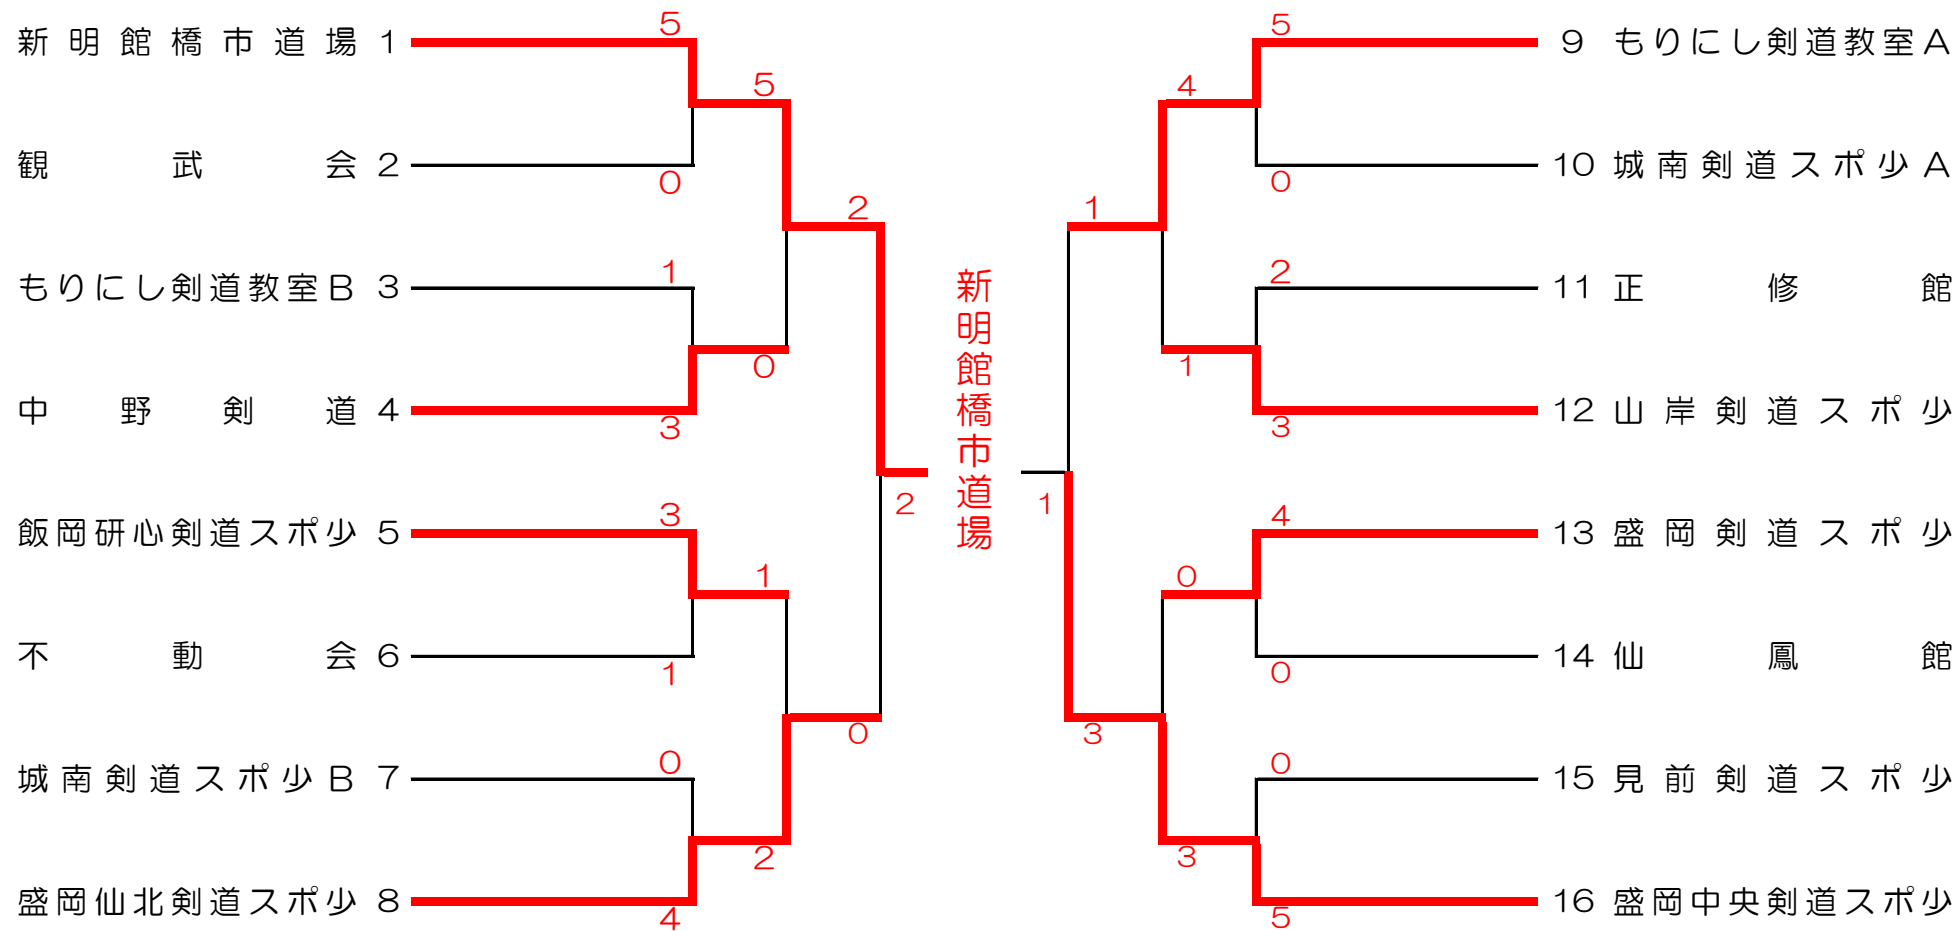 新明館橋市道場 1
5
5
観武会 2
0
2
もりにし剣道教室B 3
1
0
中野剣道 4
3
飯岡研心剣道スポ少 5
3
1
不動会 6
1
0
城南剣道スポ少B 7
0
2
盛岡仙北剣道スポ少 8
4
2
新明館橋市道場
1
5
9 もりにし剣道教室A
4
0
10 城南剣道スポ少A
1
2
11 正修館
1
3
12 山岸剣道スポ少
4
13 盛岡剣道スポ少
0
0
14 仙鳳館
3
0
15 見前剣道スポ少
3
5
16 盛岡中央剣道スポ少